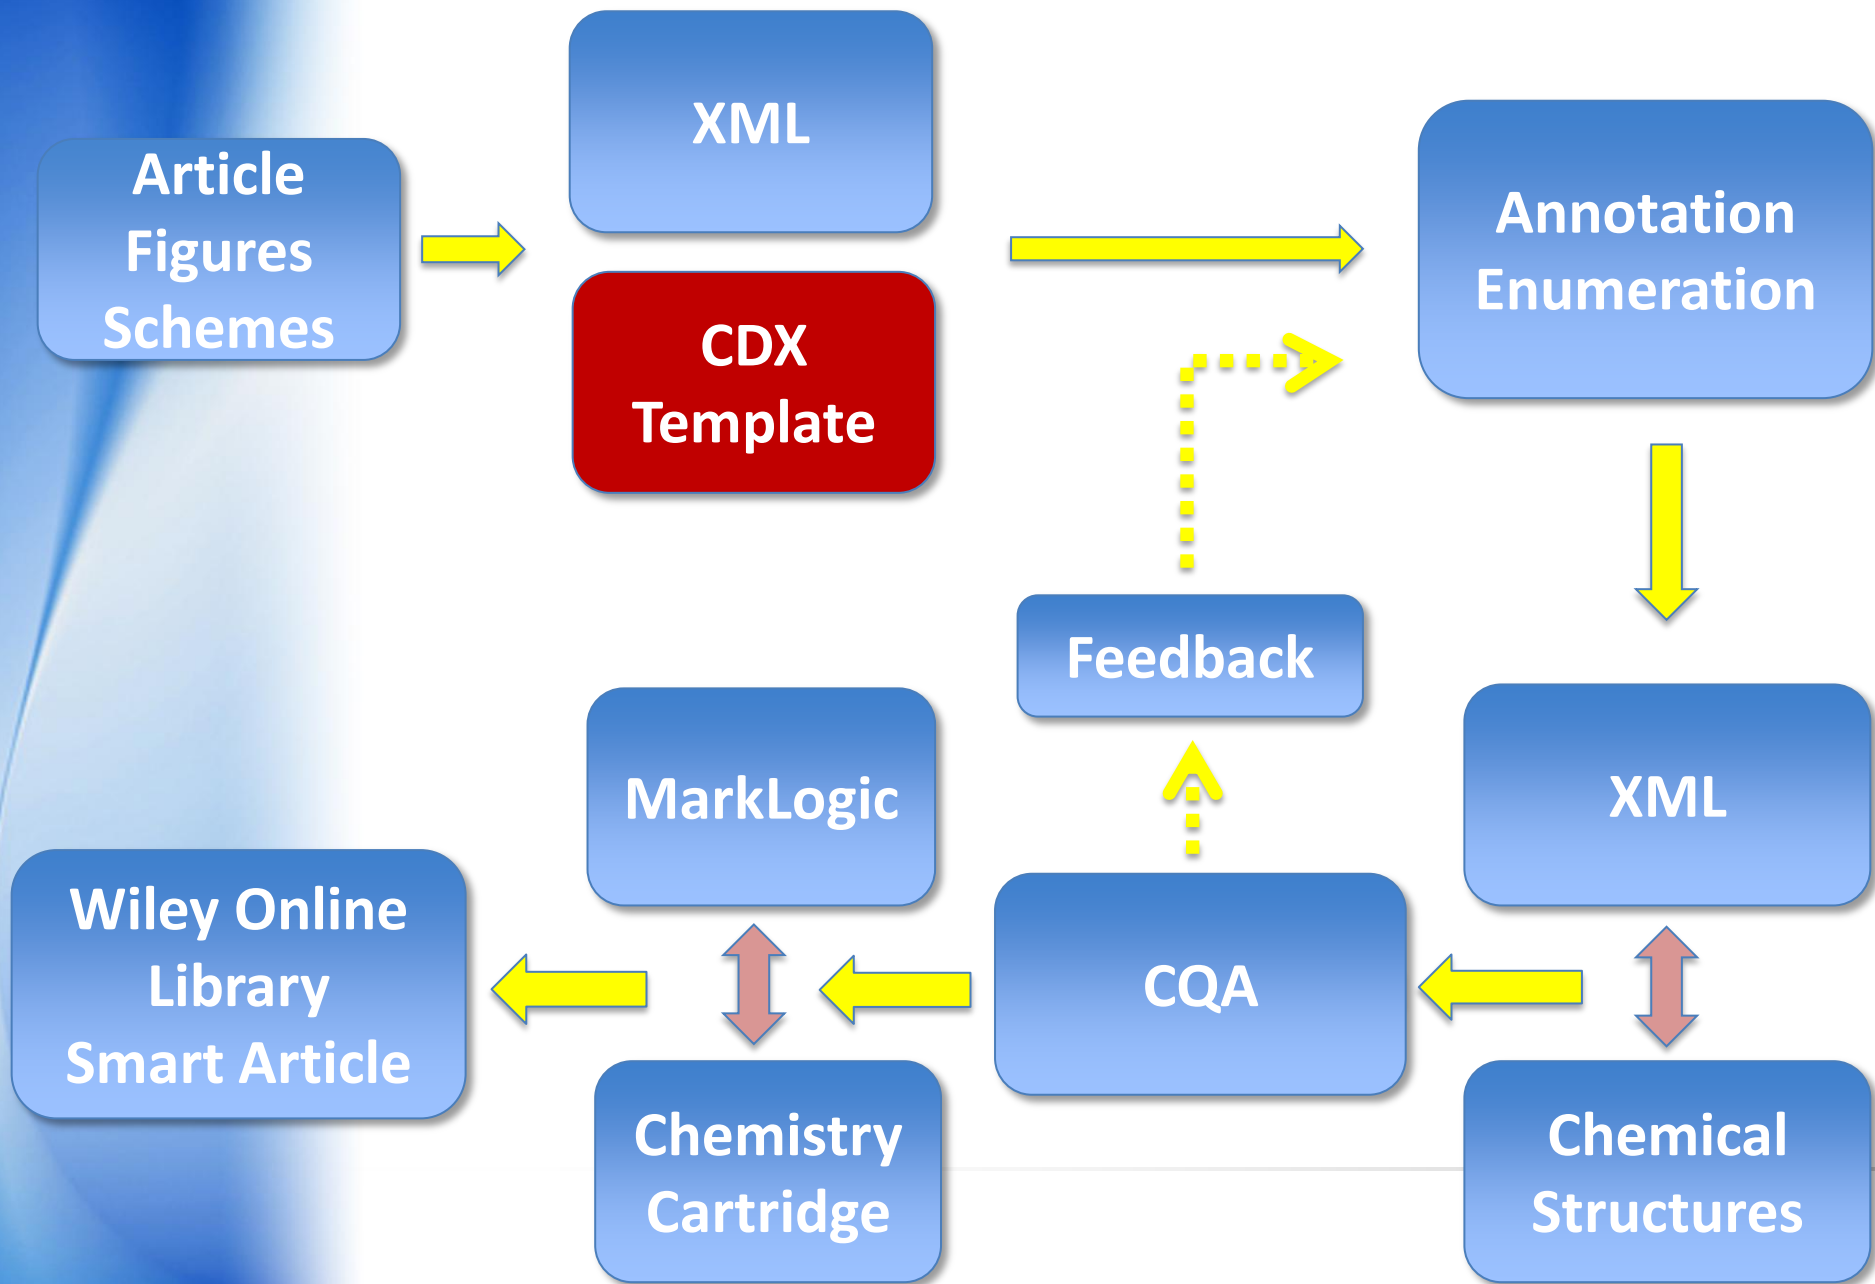 Article
Figures
Schemes
XML
CDX
Template
Annotation
Enumeration
Feedback
XML
Chemical
Structures
CQA
MarkLogic
Chemistry
Cartridge
Wiley Online
Library
Smart Article